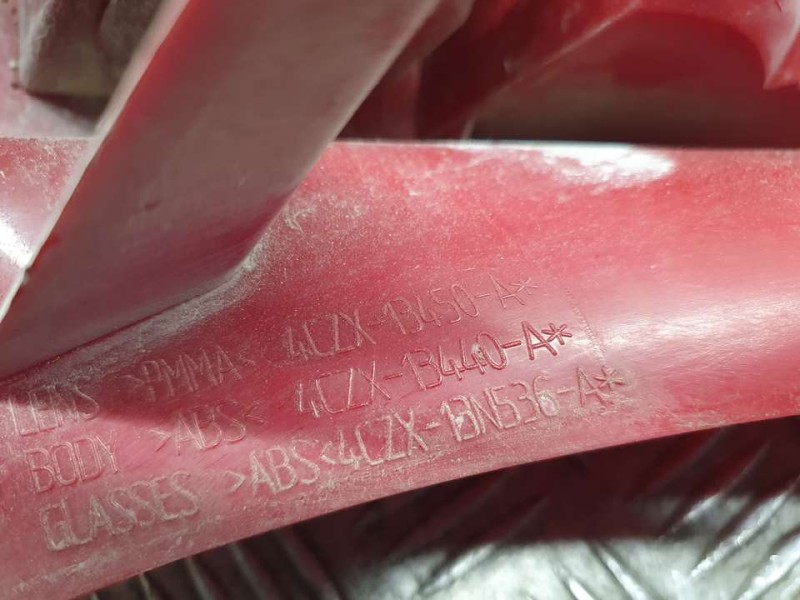 LENS >PMMA< 4CZX-13450-A*
BODY >ABS< 4CZX-13440-A*
GLASSES >ABS<4CZX-13N536-A*